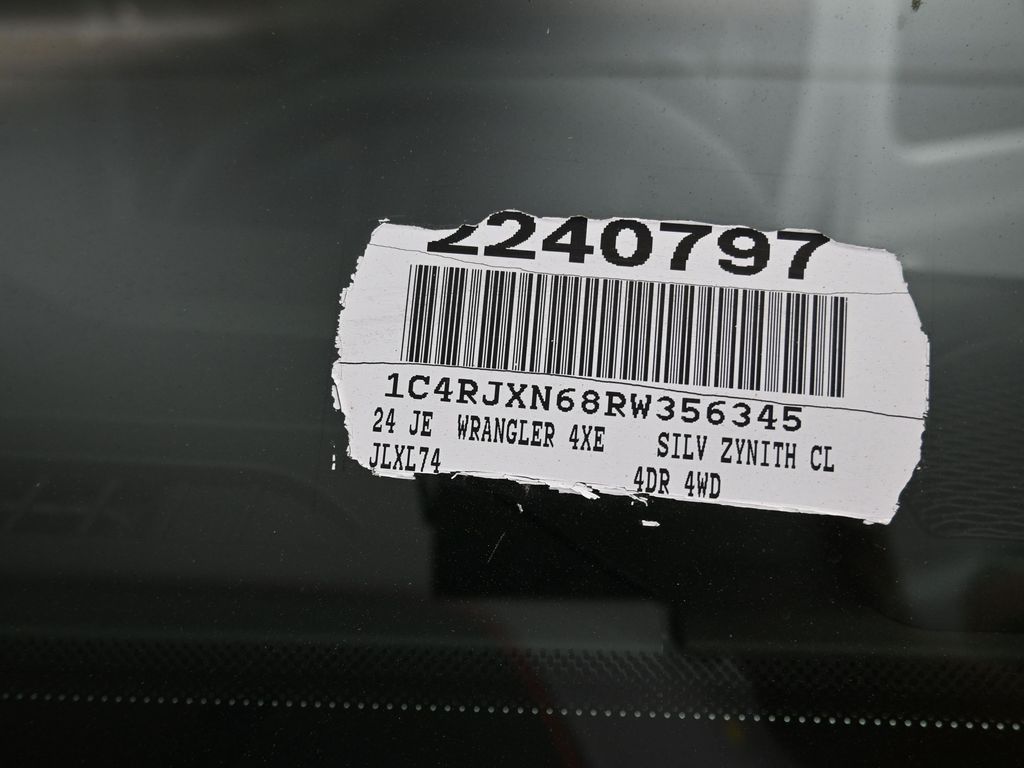 2240797
1C4RJXN68RW356345
24 JE WRANGLER 4XE SILV ZYNITH CL
JLXL74 4DR 4WD